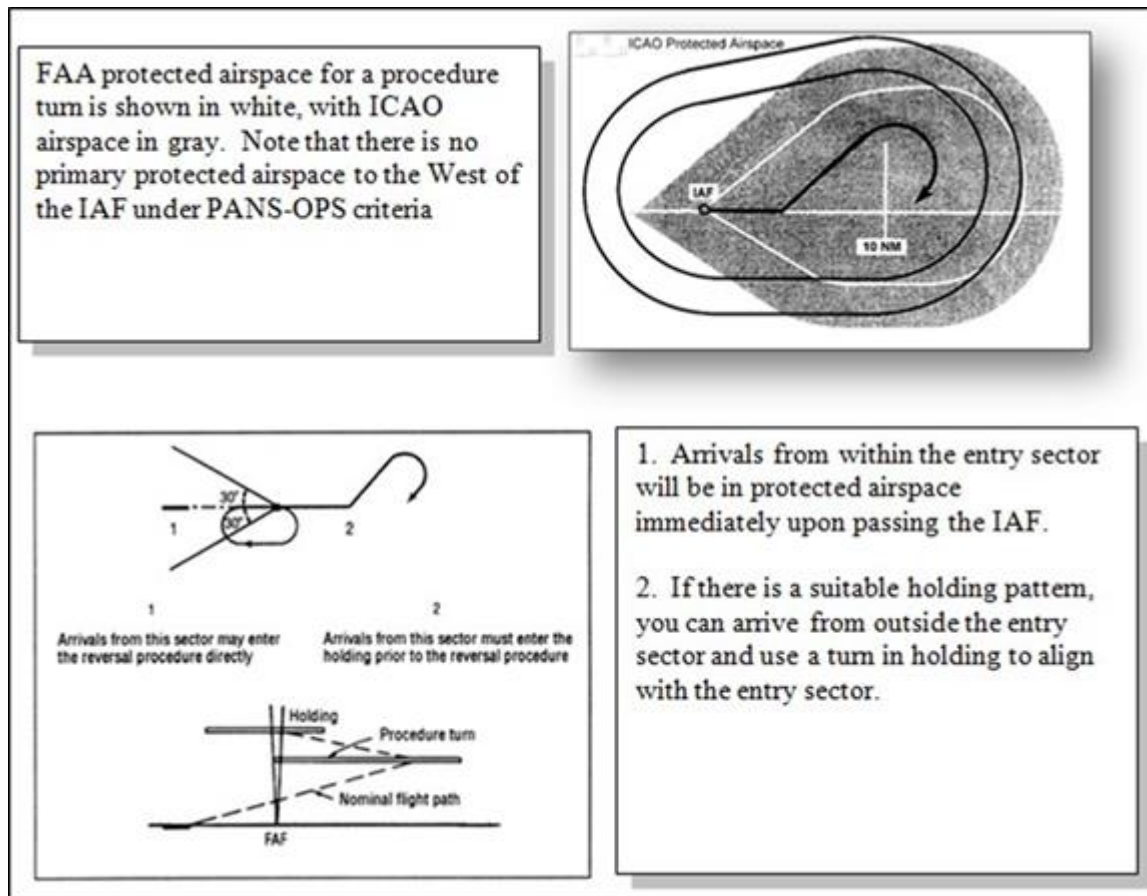 FAA protected airspace for a procedure
turn is shown in white, with ICAO
airspace in gray.  Note that there is no
primary protected airspace to the West of
the IAF under PANS-OPS criteria
ICAO Protected Airspace
IAF
10 NM
30°
30°
1
2
1
2
Arrivals from this sector may enter
the reversal procedure directly
Arrivals from this sector must enter the
holding prior to the reversal procedure
Holding
Procedure turn
Nominal flight path
FAF
1.  Arrivals from within the entry sector
will be in protected airspace
immediately upon passing the IAF.
2.  If there is a suitable holding pattern,
you can arrive from outside the entry
sector and use a turn in holding to align
with the entry sector.